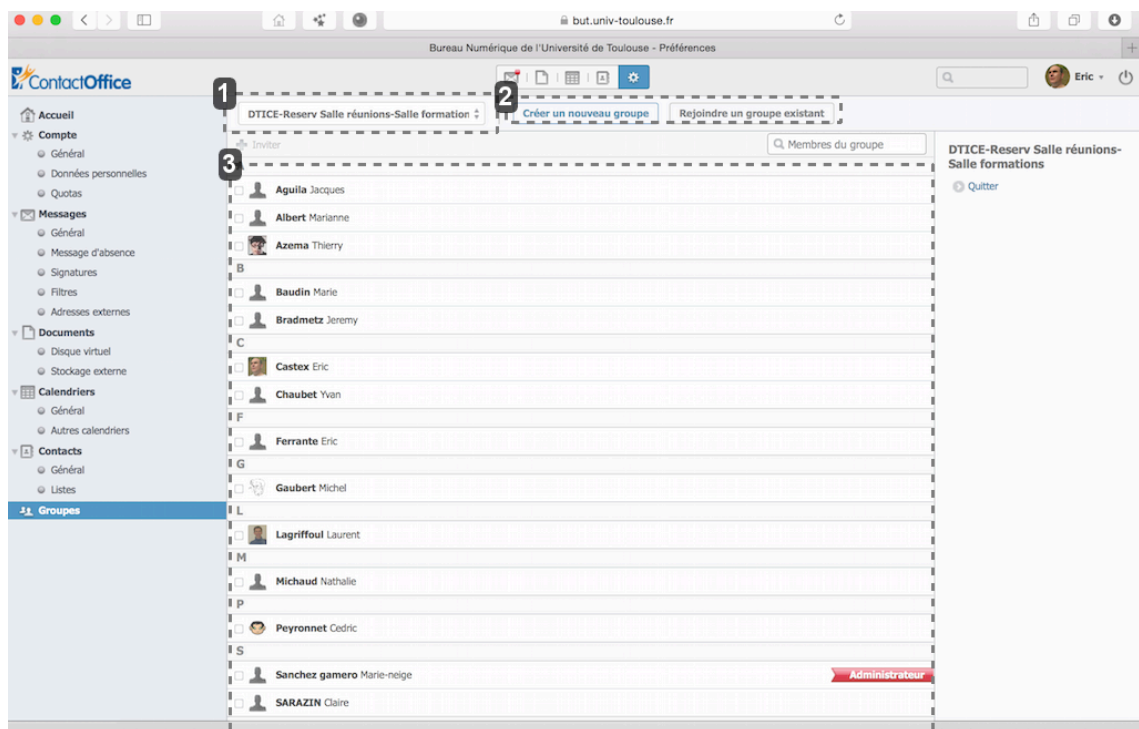 but.univ-toulouse.fr
Bureau Numérique de l'Université de Toulouse - Préférences
ContactOffice
Eric
1
DTICE-Reserv Salle réunions-Salle formation
2
Créer un nouveau groupe
Rejoindre un groupe existant
Accueil
Compte
Général
Données personnelles
Quotas
Messages
Général
Message d'absence
Signatures
Filtres
Adresses externes
Documents
Disque virtuel
Stockage externe
Calendriers
Général
Autres calendriers
Contacts
Général
Listes
Groupes
Inviter
Membres du groupe
3
Aguila Jacques
Albert Marianne
Azema Thierry
B
Baudin Marie
Bradmetz Jeremy
C
Castex Eric
Chaubet Yvan
F
Ferrante Eric
G
Gaubert Michel
L
Lagriffoul Laurent
M
Michaud Nathalie
P
Peyronnet Cedric
S
Sanchez gamero Marie-neige
Administrateur
SARAZIN Claire
DTICE-Reserv Salle réunions-
Salle formations
Quitter